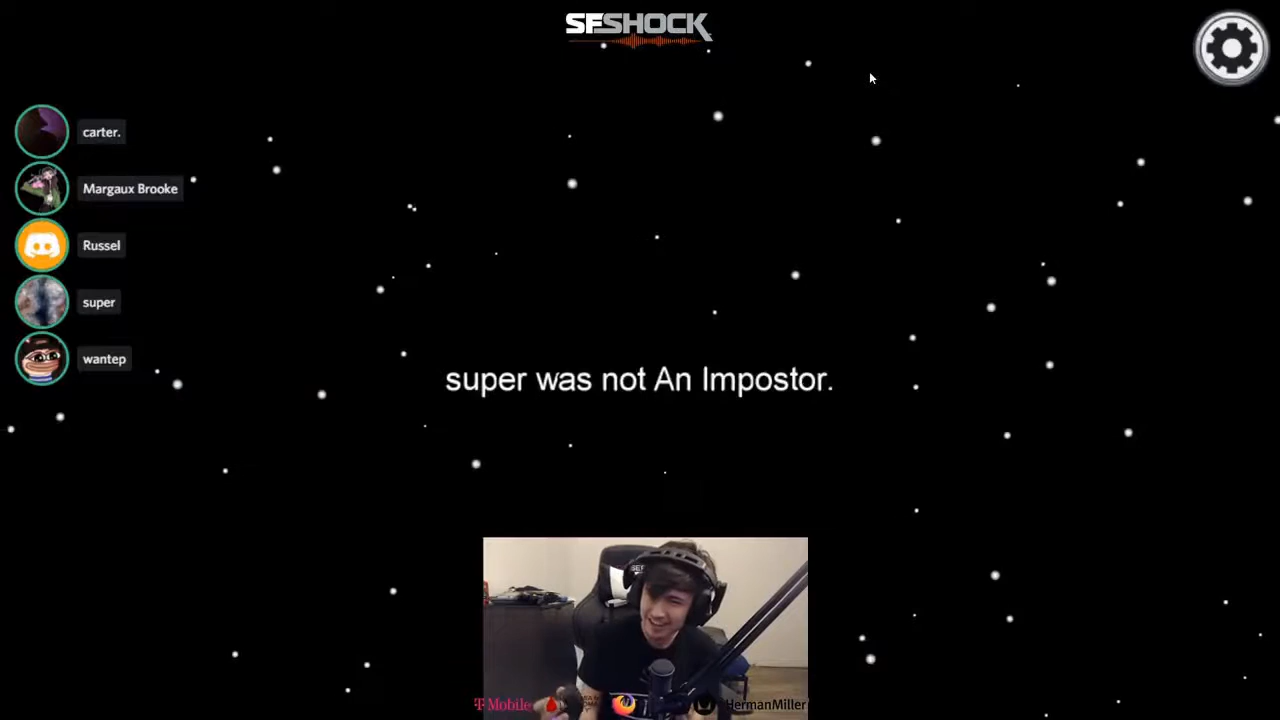 SFSHOCK
carter.
Margaux Brooke
Russel
super
wantep
super was not An Impostor.
T Mobile
HermanMiller